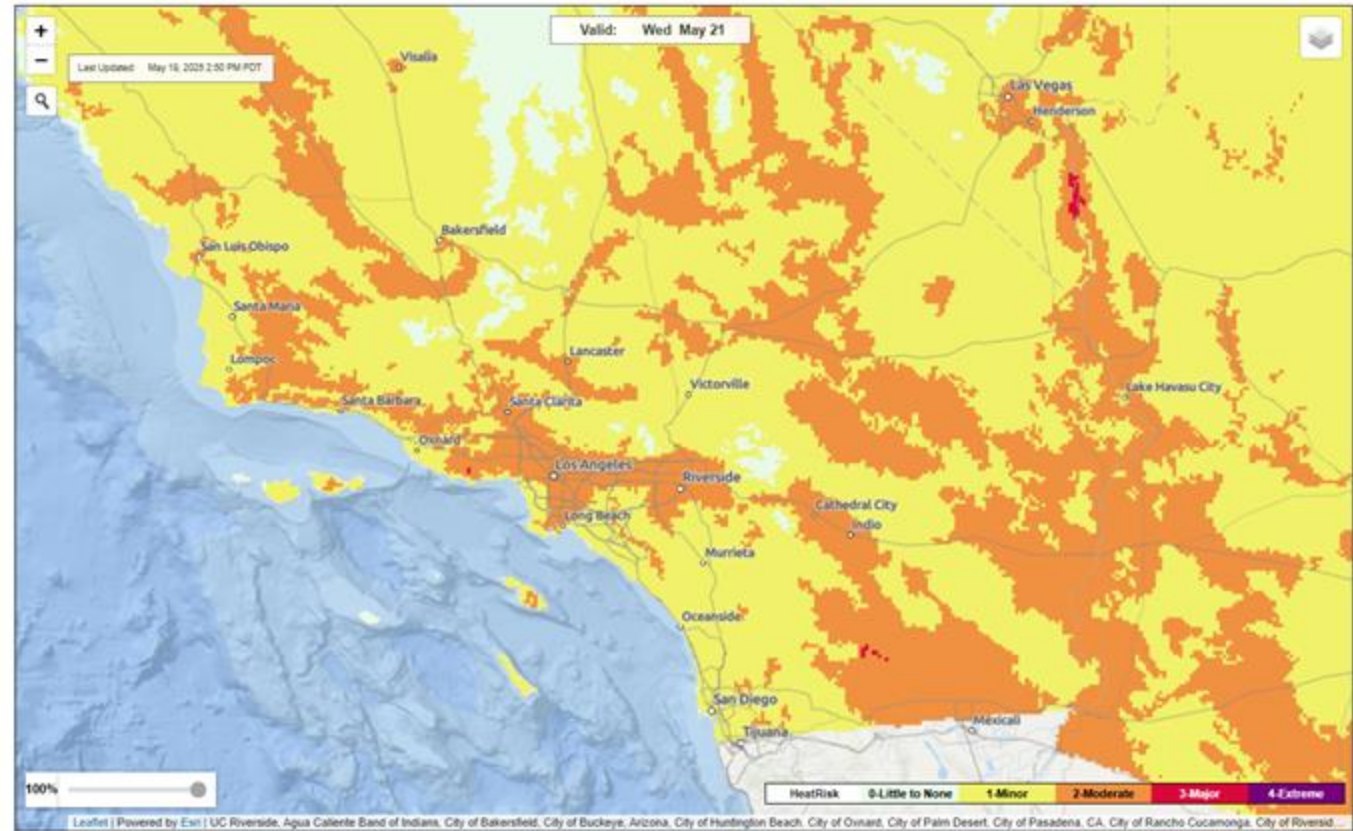 +
Valid: Wed May 21
−
Last Updated: May 19, 2025 2:50 PM PDT
Visalia
Las Vegas
Henderson
Bakersfield
San Luis Obispo
Santa Maria
Lompoc
Lancaster
Victorville
Lake Havasu City
Santa Barbara
Santa Clarita
Oxnard
Los Angeles
Riverside
Cathedral City
Long Beach
Indio
Murrieta
Oceanside
San Diego
Mexicali
Tijuana
100%
HeatRisk 0-Little to None 1-Minor 2-Moderate 3-Major 4-Extreme
Leaflet | Powered by Esri | UC Riverside, Agua Caliente Band of Indians, City of Bakersfield, City of Buckeye, Arizona, City of Huntington Beach, City of Oxnard, City of Palm Desert, City of Pasadena, CA, City of Rancho Cucamonga, City of Riversid...